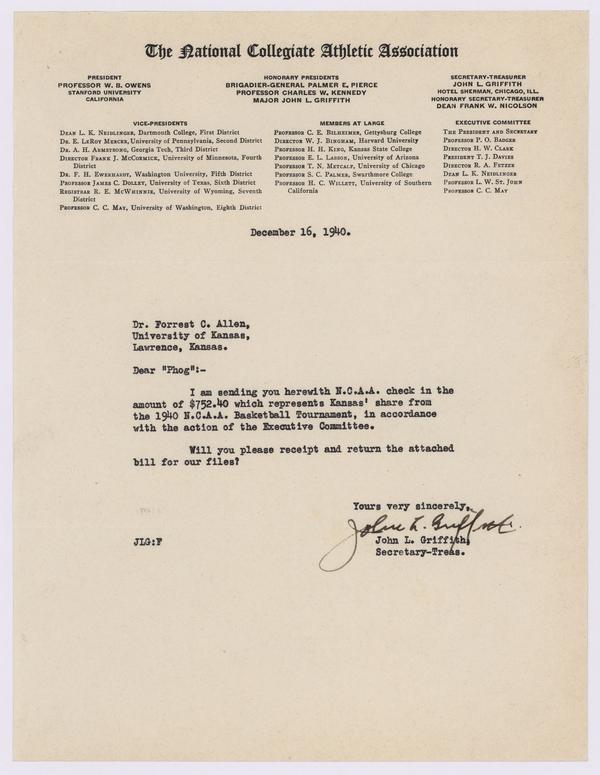 The National Collegiate Athletic Association
PRESIDENT
PROFESSOR W. B. OWENS
STANFORD UNIVERSITY
CALIFORNIA
HONORARY PRESIDENTS
BRIGADIER-GENERAL PALMER E. PIERCE
PROFESSOR CHARLES W. KENNEDY
MAJOR JOHN L. GRIFFITH
SECRETARY-TREASURER
JOHN L. GRIFFITH
HOTEL SHERMAN, CHICAGO, ILL.
HONORARY SECRETARY-TREASURER
DEAN FRANK W. NICOLSON
VICE-PRESIDENTS
DEAN L. K. NEIDLINGER, Dartmouth College, First District
DR. E. LEROY MERCER, University of Pennsylvania, Second District
DR. A. H. ARMSTRONG, Georgia Tech, Third District
DIRECTOR FRANK J. MCCORMICK, University of Minnesota, Fourth
District
DR. F. H. EWERHARDT, Washington University, Fifth District
PROFESSOR JAMES C. DOLLEY, University of Texas, Sixth District
REGISTRAR R. E. MCWHINNIE, University of Wyoming, Seventh
District
PROFESSOR C. C. MAY, University of Washington, Eighth District
MEMBERS AT LARGE
PROFESSOR C. E. BILHEIMER, Gettysburg College
DIRECTOR W. J. BINGHAM, Harvard University
PROFESSOR H. H. KING, Kansas State College
PROFESSOR E. L. LARSON, University of Arizona
PROFESSOR T. N. METCALF, University of Chicago
PROFESSOR S. C. PALMER, Swarthmore College
PROFESSOR H. C. WILLETT, University of Southern
California
EXECUTIVE COMMITTEE
THE PRESIDENT AND SECRETARY
PROFESSOR P. O. BADGER
DIRECTOR H. W. CLARK
PRESIDENT T. J. DAVIES
DIRECTOR R. A. FETZER
DEAN L. K. NEIDLINGER
PROFESSOR L. W. ST. JOHN
PROFESSOR C. C. MAY
December 16, 1940.
Dr. Forrest C. Allen,
University of Kansas,
Lawrence, Kansas.
Dear "Phog":-
I am sending you herewith N.C.A.A. check in the
amount of $752.40 which represents Kansas' share from
the 1940 N.C.A.A. Basketball Tournament, in accordance
with the action of the Executive Committee.
Will you please receipt and return the attached
bill for our files?
Yours very sincerely,
John L. Griffith.
John L. Griffith,
Secretary-Treas.
JLG:F